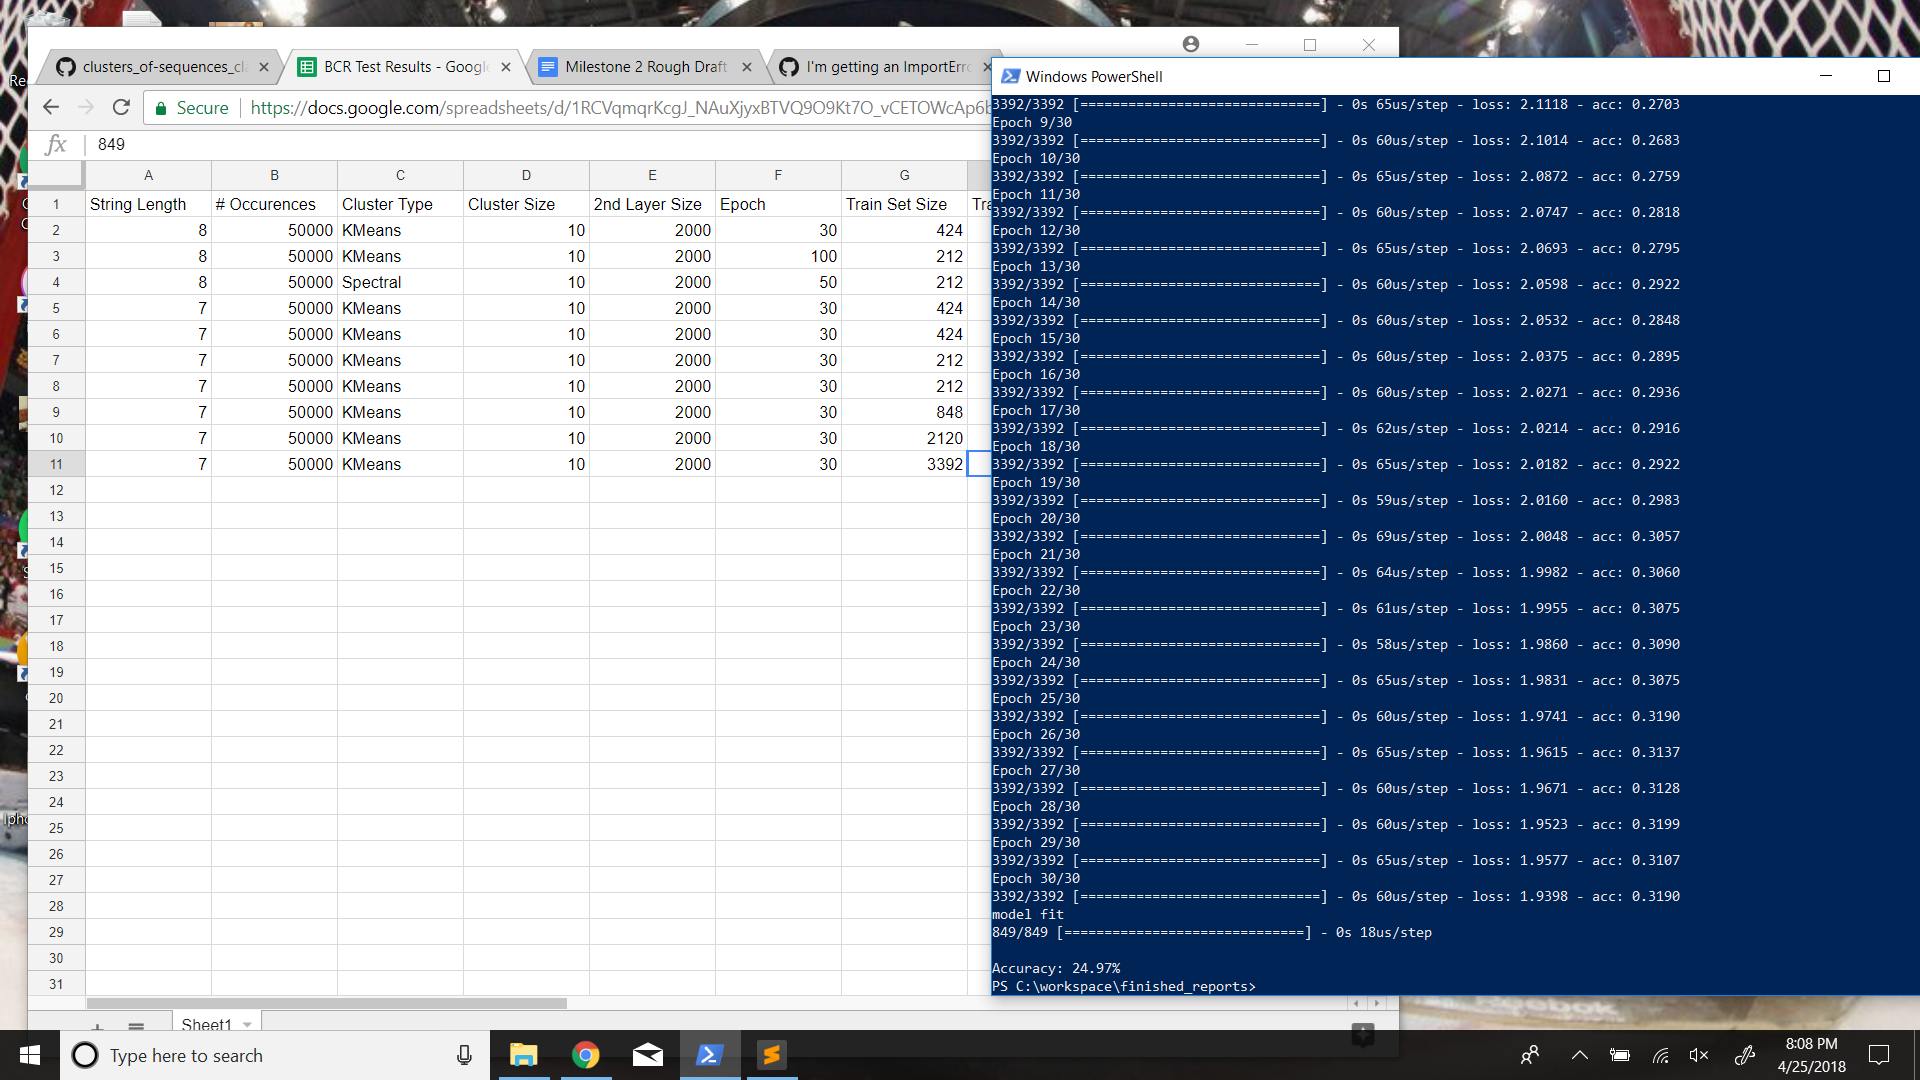 clusters_of-sequences_cl
BCR Test Results - Google
Milestone 2 Rough Draft
I'm getting an ImportErr
Secure
https://docs.google.com/spreadsheets/d/1RCVqmqrKcgJ_NAuXjyxBTVQ9O9Kt7O_vCETOWcAp6b
fx 849
A B C D E F G
1 String Length # Occurences Cluster Type Cluster Size 2nd Layer Size Epoch Train Set Size Tra
2 8 50000 KMeans 10 2000 30 424
3 8 50000 KMeans 10 2000 100 212
4 8 50000 Spectral 10 2000 50 212
5 7 50000 KMeans 10 2000 30 424
6 7 50000 KMeans 10 2000 30 424
7 7 50000 KMeans 10 2000 30 212
8 7 50000 KMeans 10 2000 30 212
9 7 50000 KMeans 10 2000 30 848
10 7 50000 KMeans 10 2000 30 2120
11 7 50000 KMeans 10 2000 30 3392
12
13
14
15
16
17
18
19
20
21
22
23
24
25
26
27
28
29
30
31
Sheet1
Windows PowerShell
3392/3392 [==============================] - 0s 65us/step - loss: 2.1118 - acc: 0.2703
Epoch 9/30
3392/3392 [==============================] - 0s 60us/step - loss: 2.1014 - acc: 0.2683
Epoch 10/30
3392/3392 [==============================] - 0s 65us/step - loss: 2.0872 - acc: 0.2759
Epoch 11/30
3392/3392 [==============================] - 0s 60us/step - loss: 2.0747 - acc: 0.2818
Epoch 12/30
3392/3392 [==============================] - 0s 65us/step - loss: 2.0693 - acc: 0.2795
Epoch 13/30
3392/3392 [==============================] - 0s 60us/step - loss: 2.0598 - acc: 0.2922
Epoch 14/30
3392/3392 [==============================] - 0s 60us/step - loss: 2.0532 - acc: 0.2848
Epoch 15/30
3392/3392 [==============================] - 0s 60us/step - loss: 2.0375 - acc: 0.2895
Epoch 16/30
3392/3392 [==============================] - 0s 60us/step - loss: 2.0271 - acc: 0.2936
Epoch 17/30
3392/3392 [==============================] - 0s 62us/step - loss: 2.0214 - acc: 0.2916
Epoch 18/30
3392/3392 [==============================] - 0s 65us/step - loss: 2.0182 - acc: 0.2922
Epoch 19/30
3392/3392 [==============================] - 0s 59us/step - loss: 2.0160 - acc: 0.2983
Epoch 20/30
3392/3392 [==============================] - 0s 69us/step - loss: 2.0048 - acc: 0.3057
Epoch 21/30
3392/3392 [==============================] - 0s 64us/step - loss: 1.9982 - acc: 0.3060
Epoch 22/30
3392/3392 [==============================] - 0s 61us/step - loss: 1.9955 - acc: 0.3075
Epoch 23/30
3392/3392 [==============================] - 0s 58us/step - loss: 1.9860 - acc: 0.3090
Epoch 24/30
3392/3392 [==============================] - 0s 65us/step - loss: 1.9831 - acc: 0.3075
Epoch 25/30
3392/3392 [==============================] - 0s 60us/step - loss: 1.9741 - acc: 0.3190
Epoch 26/30
3392/3392 [==============================] - 0s 65us/step - loss: 1.9615 - acc: 0.3137
Epoch 27/30
3392/3392 [==============================] - 0s 60us/step - loss: 1.9671 - acc: 0.3128
Epoch 28/30
3392/3392 [==============================] - 0s 60us/step - loss: 1.9523 - acc: 0.3199
Epoch 29/30
3392/3392 [==============================] - 0s 65us/step - loss: 1.9577 - acc: 0.3107
Epoch 30/30
3392/3392 [==============================] - 0s 60us/step - loss: 1.9398 - acc: 0.3190
model fit
849/849 [==============================] - 0s 18us/step
Accuracy: 24.97%
PS C:\workspace\finished_reports>
Reebok
Type here to search
8:08 PM
4/25/2018